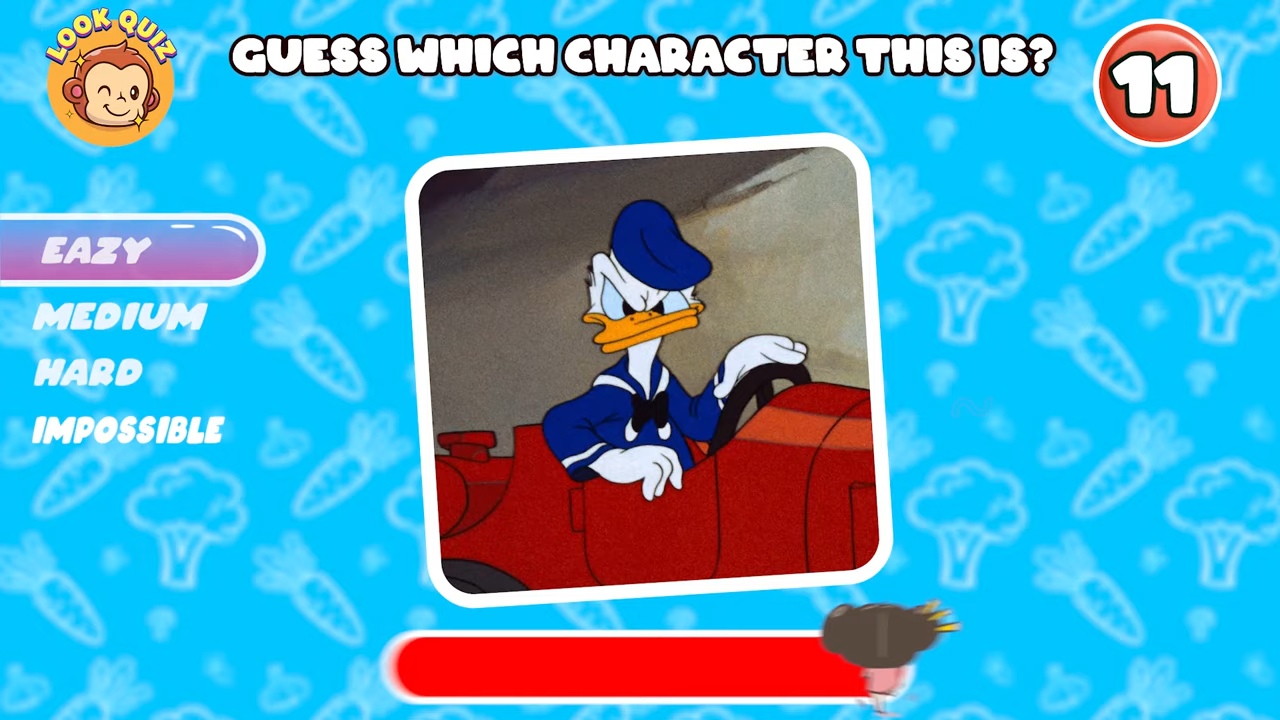 LOOK QUIZ
GUESS WHICH CHARACTER THIS IS?
11
EAZY
MEDIUM
HARD
IMPOSSIBLE